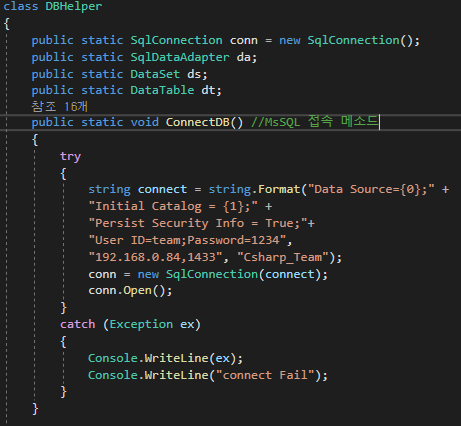 class DBHelper
{
public static SqlConnection conn = new SqlConnection();
public static SqlDataAdapter da;
public static DataSet ds;
public static DataTable dt;
참조 16개
public static void ConnectDB() //MsSQL 접속 메소드
{
try
{
string connect = string.Format("Data Source={0};" +
"Initial Catalog = {1};" +
"Persist Security Info = True;"+
"User ID=team;Password=1234",
"192.168.0.84,1433", "Csharp_Team");
conn = new SqlConnection(connect);
conn.Open();
}
catch (Exception ex)
{
Console.WriteLine(ex);
Console.WriteLine("connect Fail");
}
}